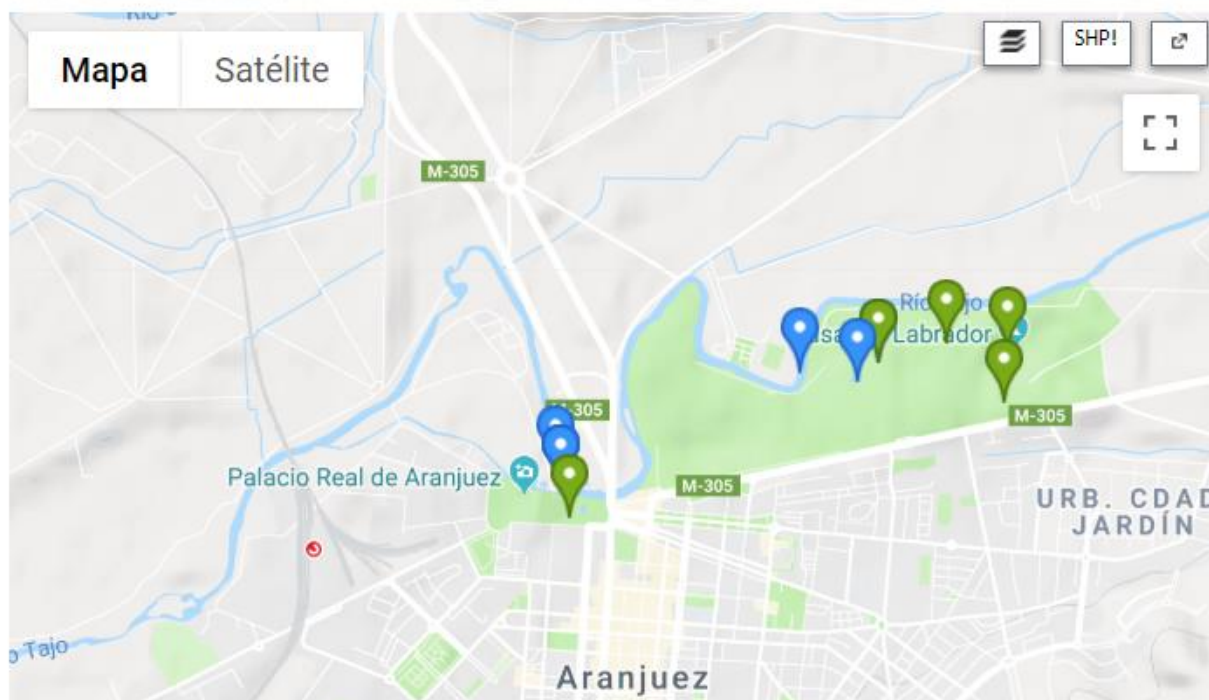 Río
Mapa
Satélite
SHP!
M-305
Labrador
M-305
M-305
Palacio Real de Aranjuez
M-305
URB. CDAD
JARDÍN
Tajo
Aranjuez